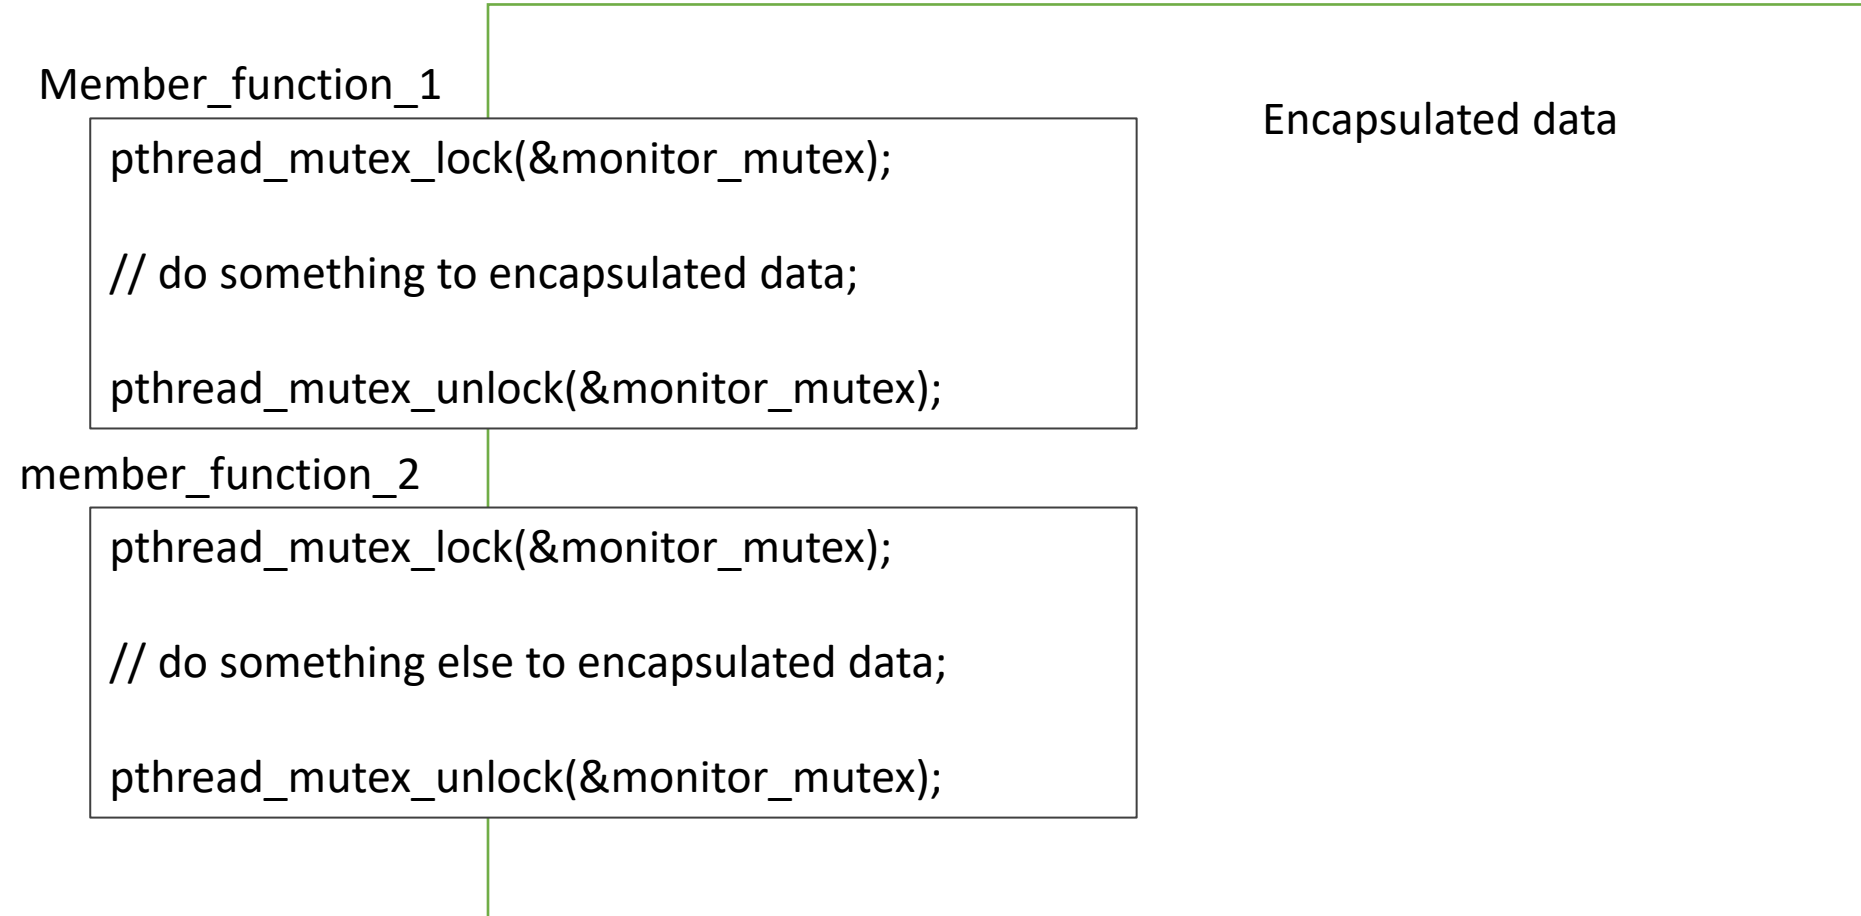 Member_function_1
pthread_mutex_lock(&monitor_mutex);
// do something to encapsulated data;
pthread_mutex_unlock(&monitor_mutex);
member_function_2
pthread_mutex_lock(&monitor_mutex);
// do something else to encapsulated data;
pthread_mutex_unlock(&monitor_mutex);
Encapsulated data